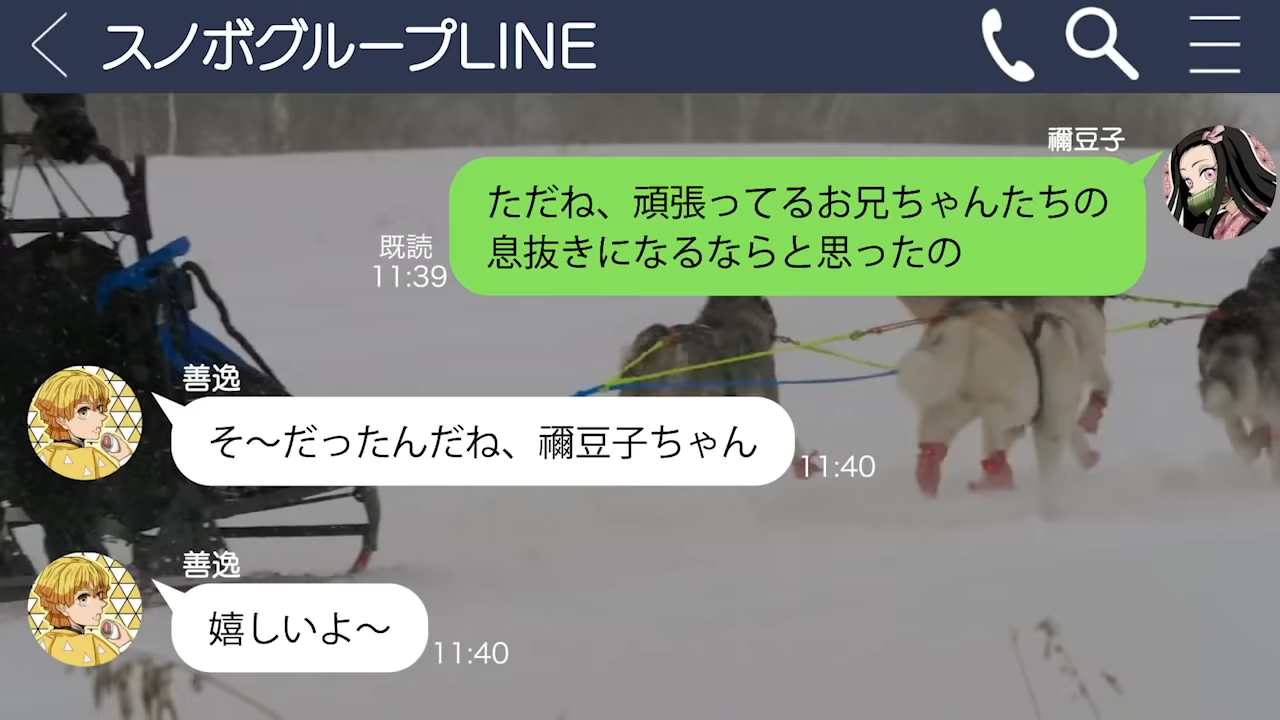 スノボグループLINE
禰豆子
ただね、頑張ってるお兄ちゃんたちの
息抜きになるならと思ったの
既読
11:39
善逸
そ～だったんだね、禰豆子ちゃん
11:40
善逸
嬉しいよ～
11:40